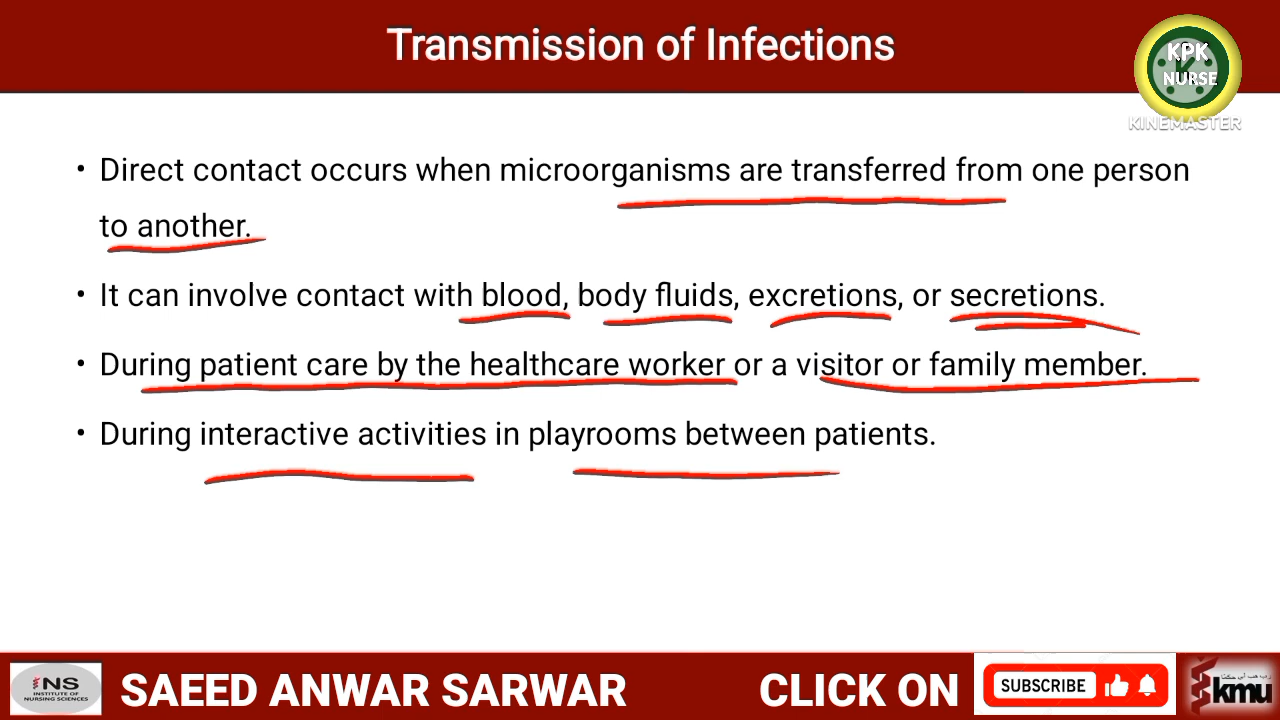 Transmission of Infections
KPK
NURSE
KINEMASTER
• Direct contact occurs when microorganisms are transferred from one person
to another.
• It can involve contact with blood, body fluids, excretions, or secretions.
• During patient care by the healthcare worker or a visitor or family member.
• During interactive activities in playrooms between patients.
INS
INSTITUTE OF
NURSING SCIENCES
SAEED ANWAR SARWAR
CLICK ON
SUBSCRIBE
kmu